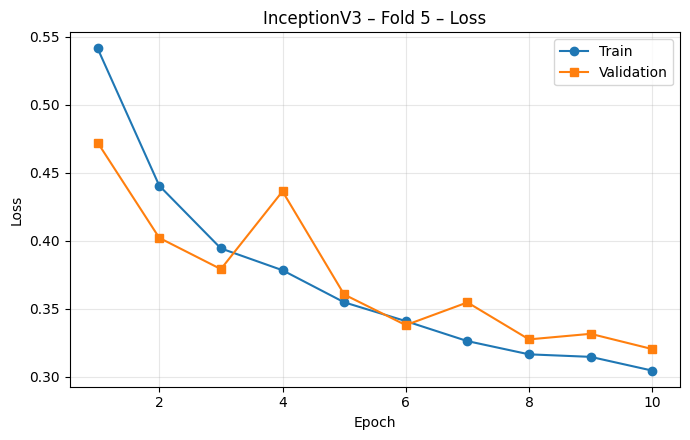 InceptionV3 – Fold 5 – Loss
Train
Validation
0.55
0.50
0.45
0.40
0.35
0.30
Loss
2
4
6
8
10
Epoch